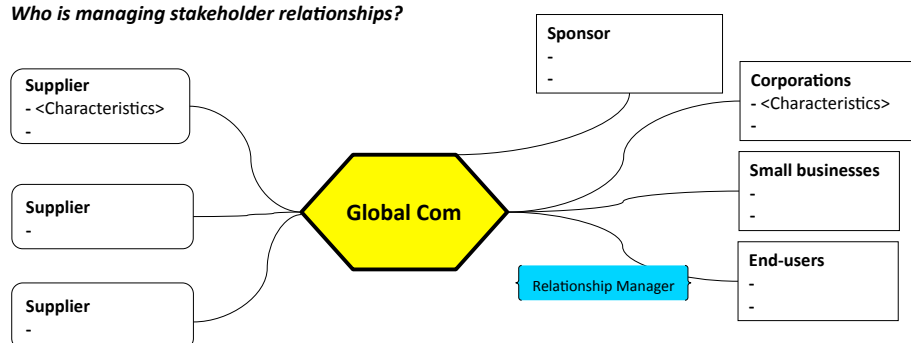 Who is managing stakeholder relationships?
Sponsor
-
-
Supplier
- <Characteristics>
-
Corporations
- <Characteristics>
-
Global Com
Supplier
-
Small businesses
-
-
Supplier
-
Relationship Manager
End-users
-
-